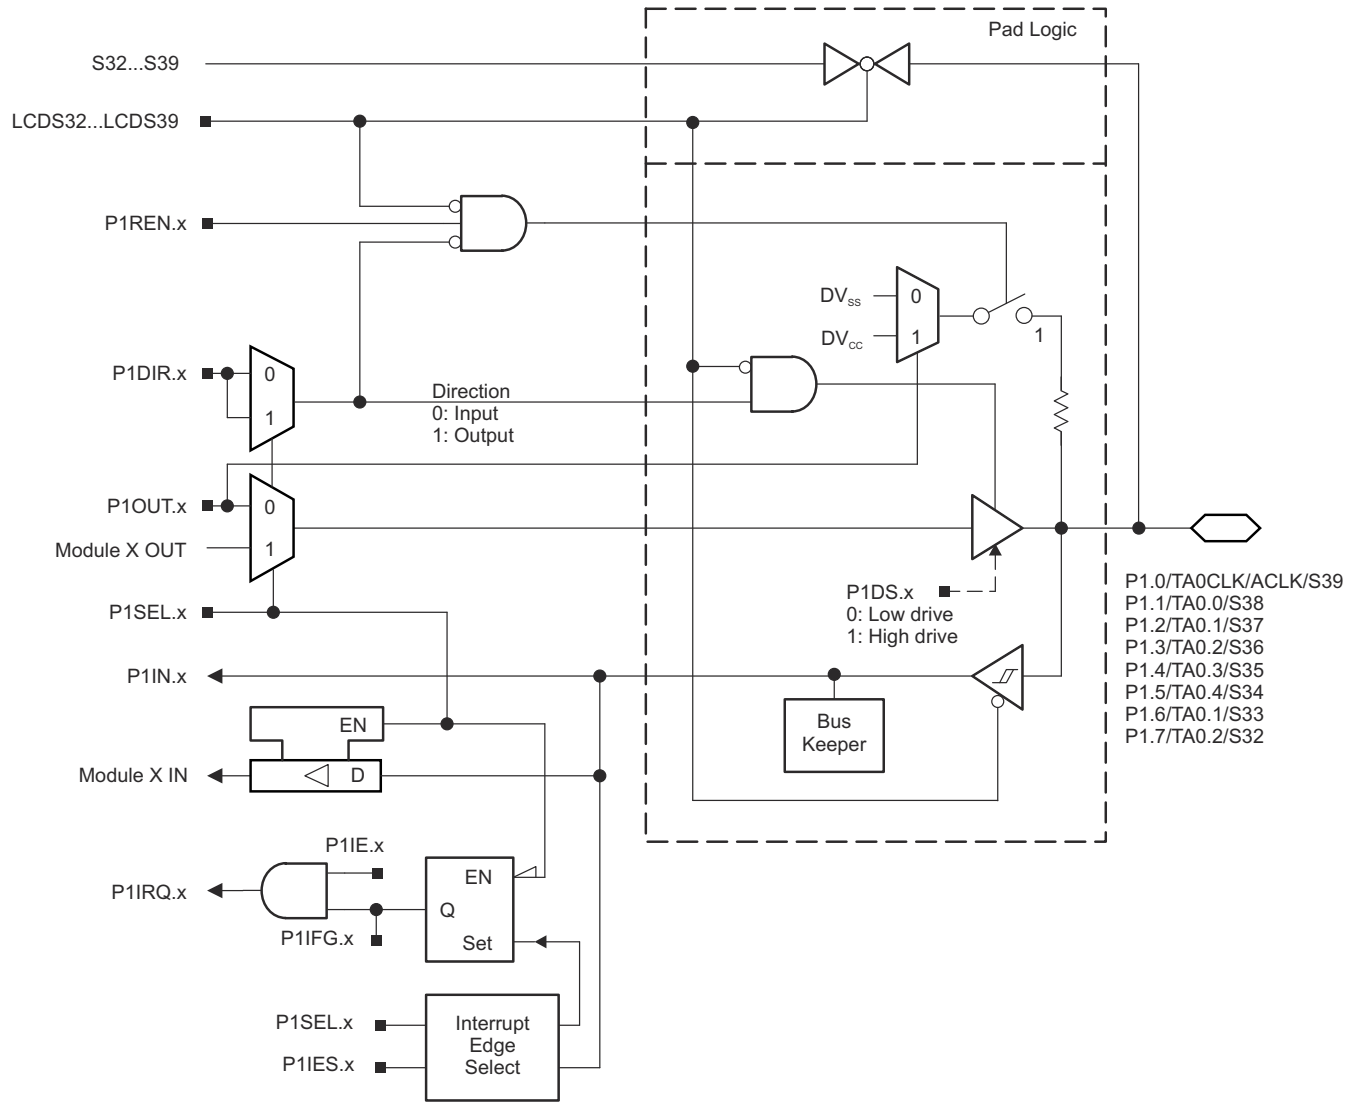 Pad Logic
S32...S39
LCDS32...LCDS39
P1REN.x
DVSS
0
DVCC
1
1
P1DIR.x
0
1
Direction
0: Input
1: Output
P1OUT.x
0
Module X OUT
1
P1DS.x
0: Low drive
1: High drive
P1SEL.x
P1.0/TA0CLK/ACLK/S39
P1.1/TA0.0/S38
P1.2/TA0.1/S37
P1.3/TA0.2/S36
P1.4/TA0.3/S35
P1.5/TA0.4/S34
P1.6/TA0.1/S33
P1.7/TA0.2/S32
P1IN.x
Bus
Keeper
EN
Module X IN
D
P1IE.x
P1IRQ.x
EN
Q
P1IFG.x
Set
P1SEL.x
P1IES.x
Interrupt
Edge
Select